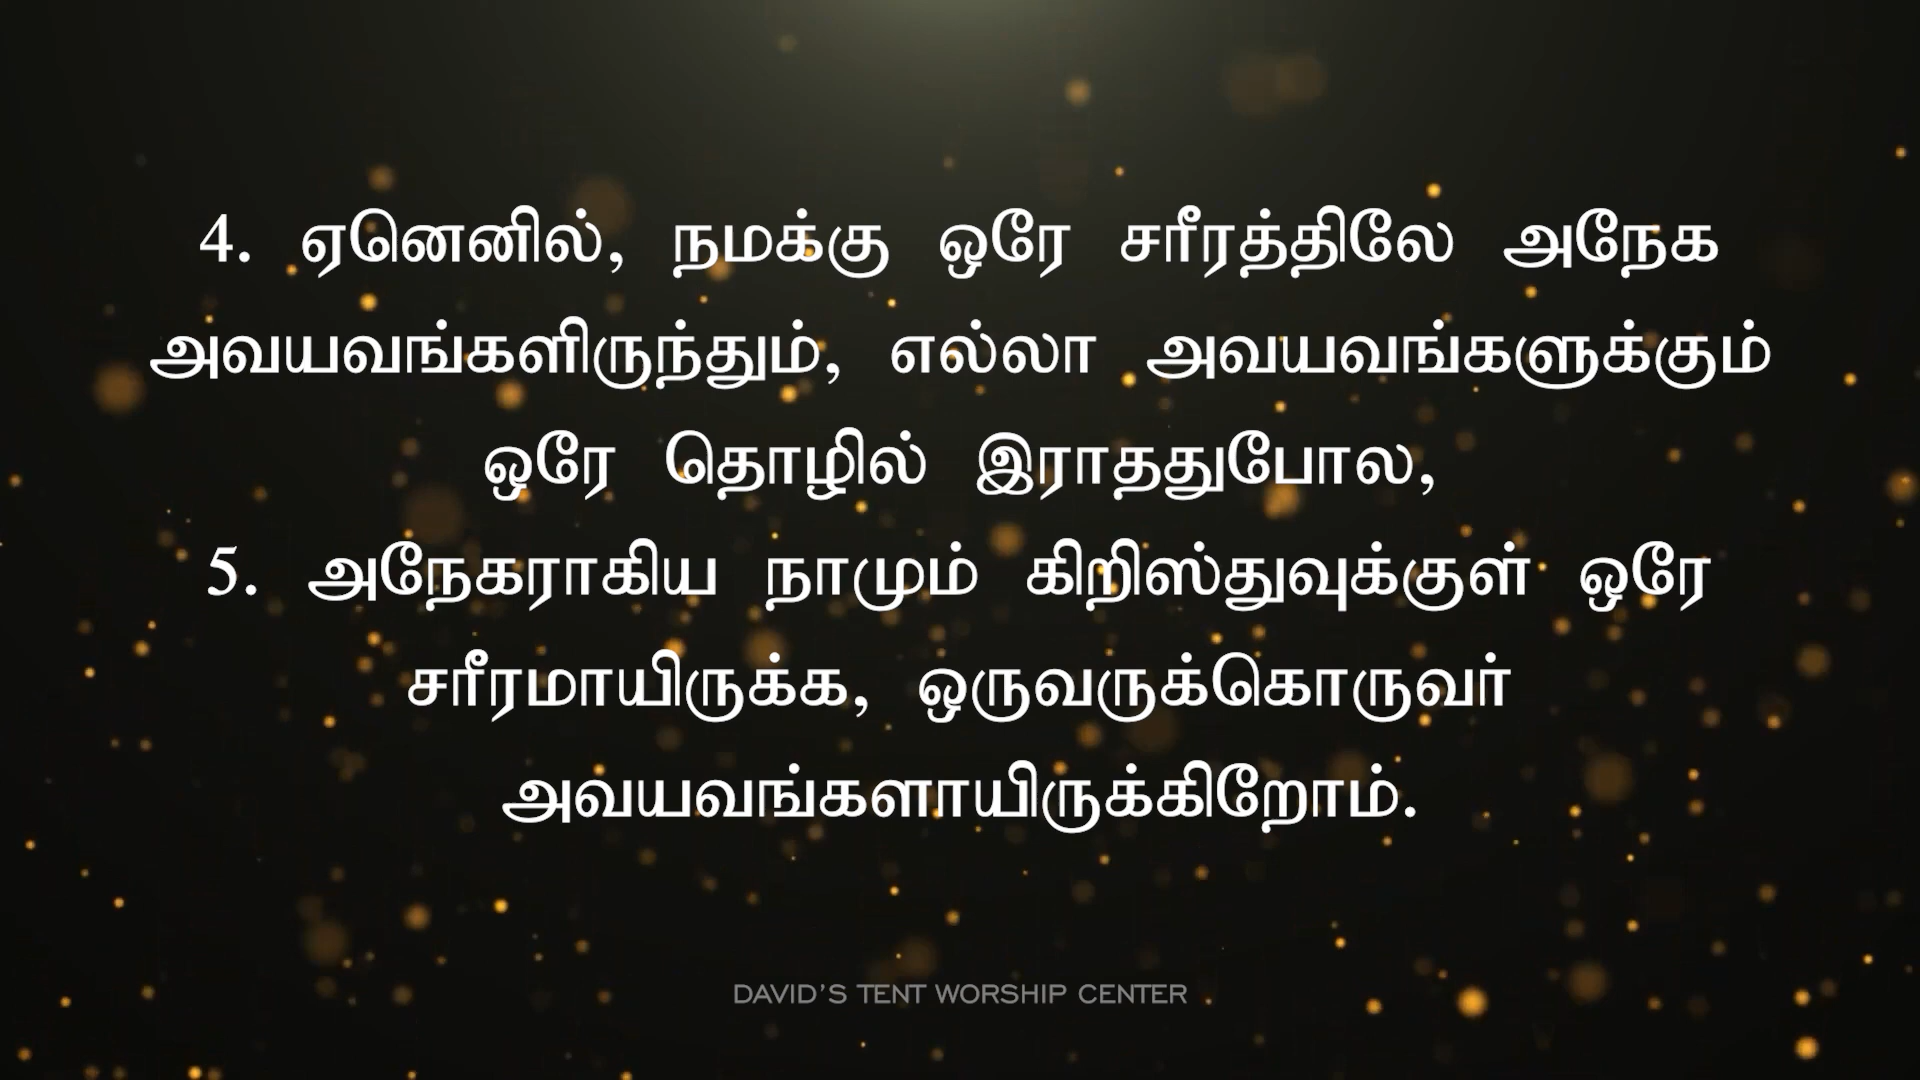 4. ஏனெனில், நமக்கு ஒரே சரீரத்திலே அநேக
அவயவங்களிருந்தும், எல்லா அவயவங்களுக்கும்
ஒரே தொழில் இராததுபோல,
5. அநேகராகிய நாமும் கிறிஸ்துவுக்குள் ஒரே
சரீரமாயிருக்க, ஒருவருக்கொருவர்
அவயவங்களாயிருக்கிறோம்.
DAVID'S TENT WORSHIP CENTER